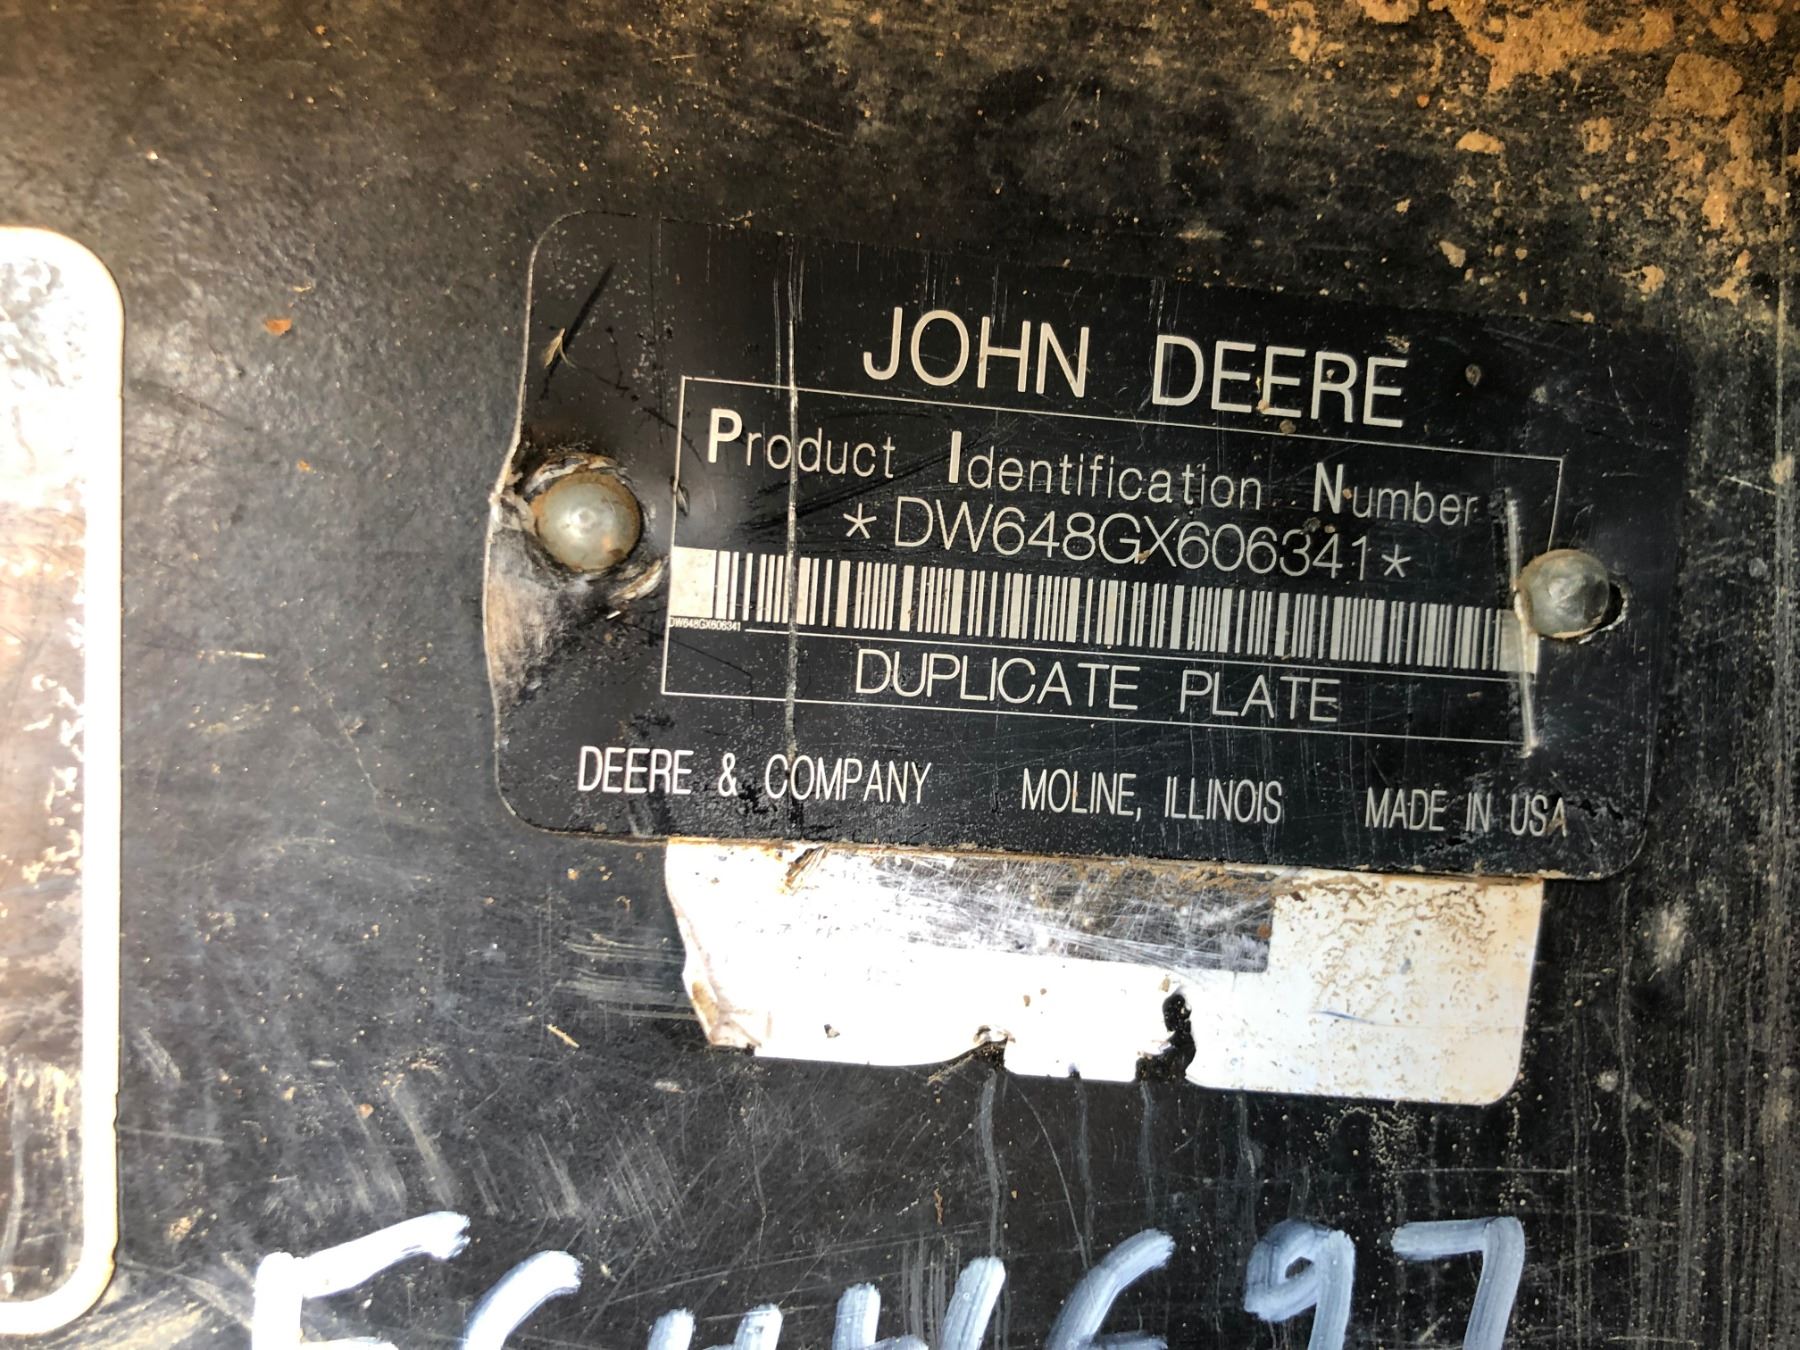 JOHN DEERE
Product Identification Number
*DW648GX606341*
DW648GX606341
DUPLICATE PLATE
DEERE & COMPANY MOLINE, ILLINOIS MADE IN USA